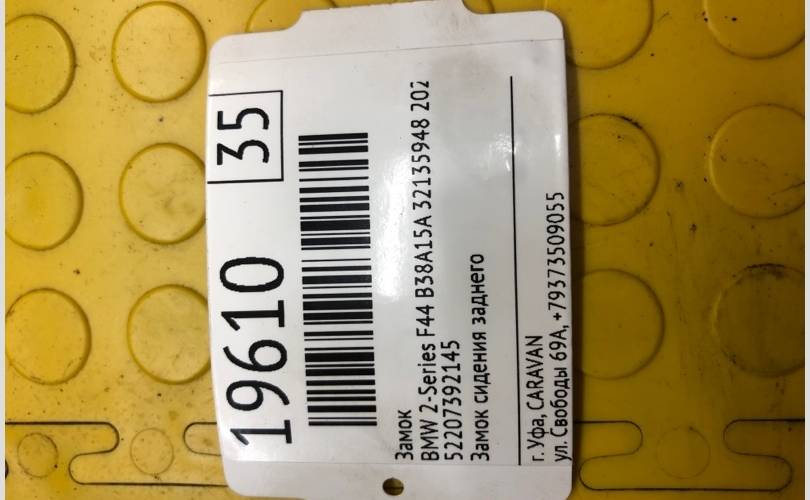 19610 35
Замок
BMW 2-Series F44 B38A15A 32135948 202
52207392145
Замок сидения заднего
г. Уфа, CARAVAN
ул. Свободы 69А, +79373509055